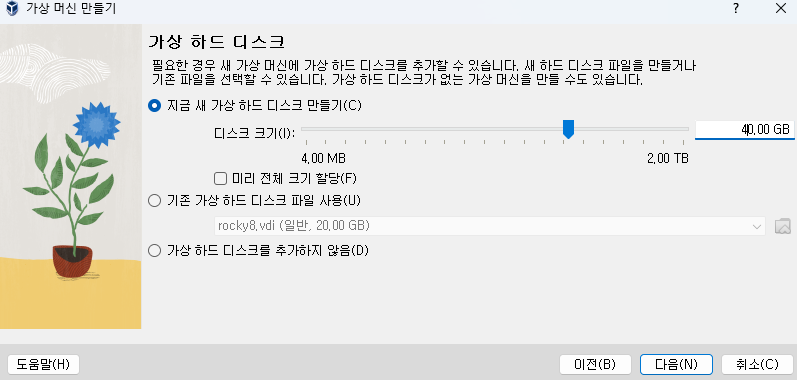 가상 머신 만들기
?
가상 하드 디스크
필요한 경우 새 가상 머신에 가상 하드 디스크를 추가할 수 있습니다. 새 하드 디스크 파일을 만들거나
기존 파일을 선택할 수 있습니다. 가상 하드 디스크가 없는 가상 머신을 만들 수도 있습니다.
지금 새 가상 하드 디스크 만들기(C)
디스크 크기(I):
40,00 GB
4,00 MB
2,00 TB
미리 전체 크기 할당(F)
기존 가상 하드 디스크 파일 사용(U)
rocky8.vdi (일반, 20,00 GB)
가상 하드 디스크를 추가하지 않음(D)
도움말(H)
이전(B)
다음(N)
취소(C)